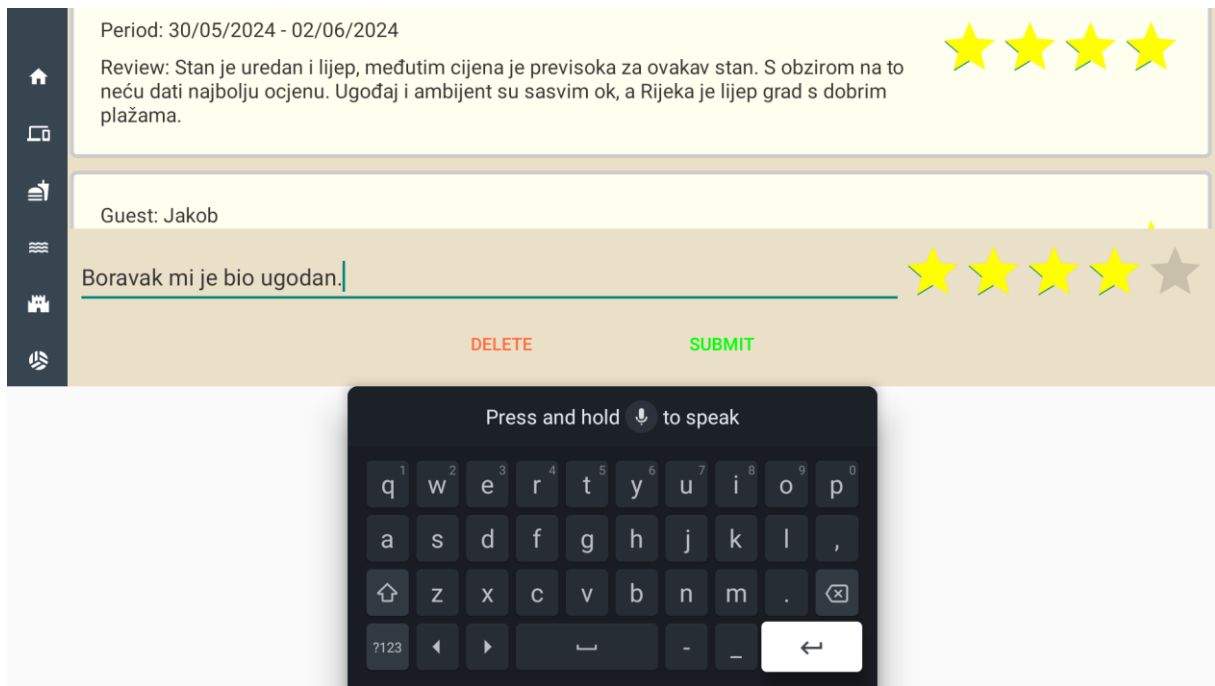 Period: 30/05/2024 - 02/06/2024
Review: Stan je uredan i lijep, međutim cijena je previsoka za ovakav stan. S obzirom na to
neću dati najbolju ocjenu. Ugođaj i ambijent su sasvim ok, a Rijeka je lijep grad s dobrim
plažama.
Guest: Jakob
Boravak mi je bio ugodan.
DELETE SUBMIT
Press and hold to speak
q 1 w 2 e 3 r 4 t 5 y 6 u 7 i 8 o 9 p 0
a s d f g h j k l ,
z x c v b n m .
?123 - _